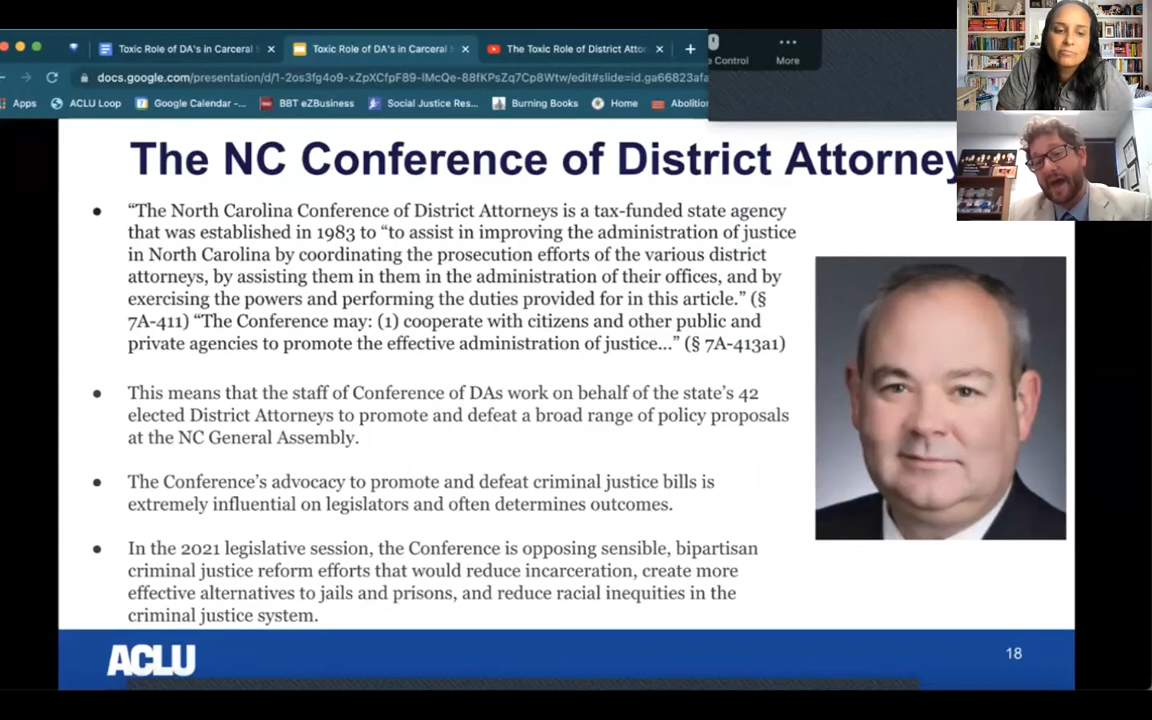 Toxic Role of DA's in Carceral S
Toxic Role of DA's in Carceral S
The Toxic Role of District Attor
e Control
More
docs.google.com/presentation/d/1-2os3fg4o9-xZpXCfpF89-lMcQe-88fKPsZq7Cp8Wtw/edit#slide=id.ga66823afa
Apps
ACLU Loop
Google Calendar -...
BBT eZBusiness
Social Justice Res...
Burning Books
Home
Abolitio
The NC Conference of District Attorney
• “The North Carolina Conference of District Attorneys is a tax-funded state agency
that was established in 1983 to “to assist in improving the administration of justice
in North Carolina by coordinating the prosecution efforts of the various district
attorneys, by assisting them in them in the administration of their offices, and by
exercising the powers and performing the duties provided for in this article.” (§
7A-411) “The Conference may: (1) cooperate with citizens and other public and
private agencies to promote the effective administration of justice...” (§ 7A-413a1)
• This means that the staff of Conference of DAs work on behalf of the state’s 42
elected District Attorneys to promote and defeat a broad range of policy proposals
at the NC General Assembly.
• The Conference’s advocacy to promote and defeat criminal justice bills is
extremely influential on legislators and often determines outcomes.
• In the 2021 legislative session, the Conference is opposing sensible, bipartisan
criminal justice reform efforts that would reduce incarceration, create more
effective alternatives to jails and prisons, and reduce racial inequities in the
criminal justice system.
ACLU
18